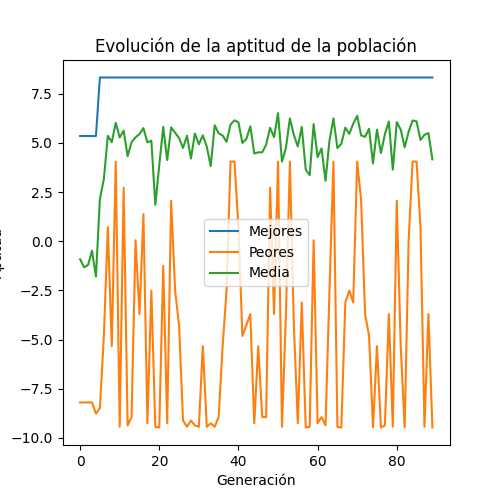 Evolución de la aptitud de la población
7.5
5.0
2.5
0.0
−2.5
−5.0
−7.5
−10.0
Mejores
Peores
Media
0
20
40
60
80
Generación